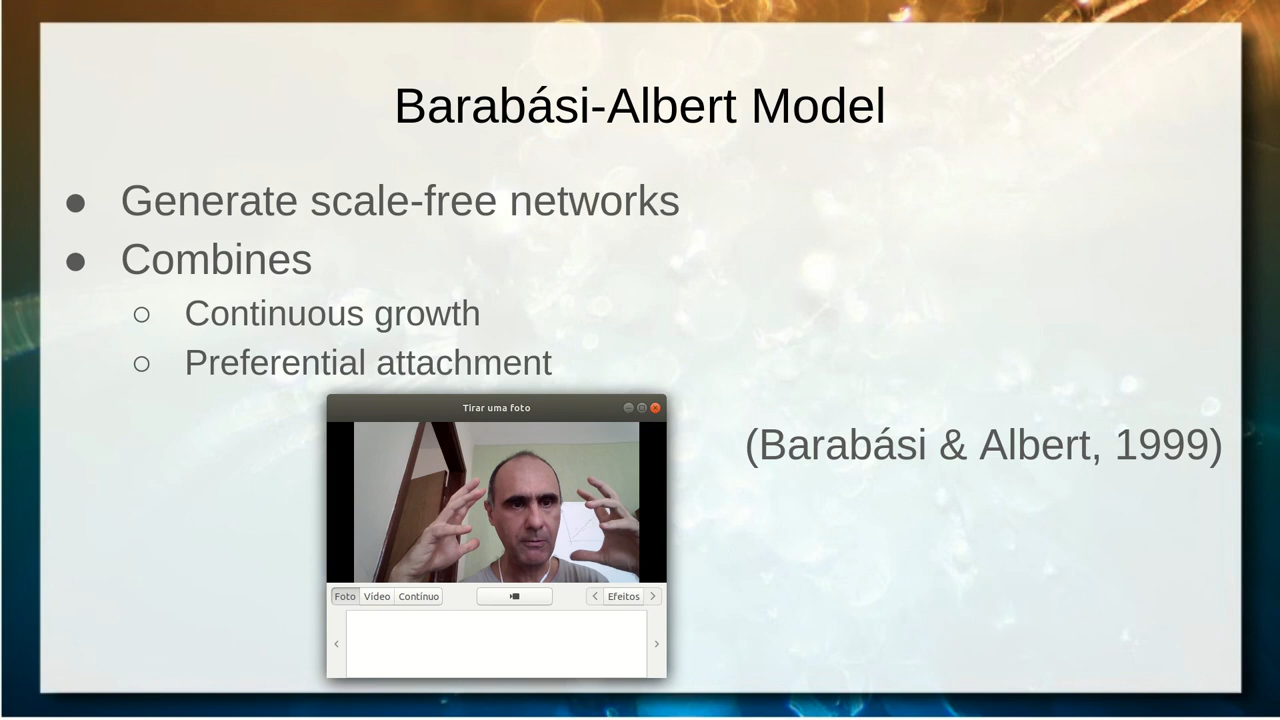 Barabási-Albert Model
● Generate scale-free networks
● Combines
○ Continuous growth
○ Preferential attachment
Tirar uma foto
(Barabási & Albert, 1999)
Foto Vídeo Contínuo Efeitos